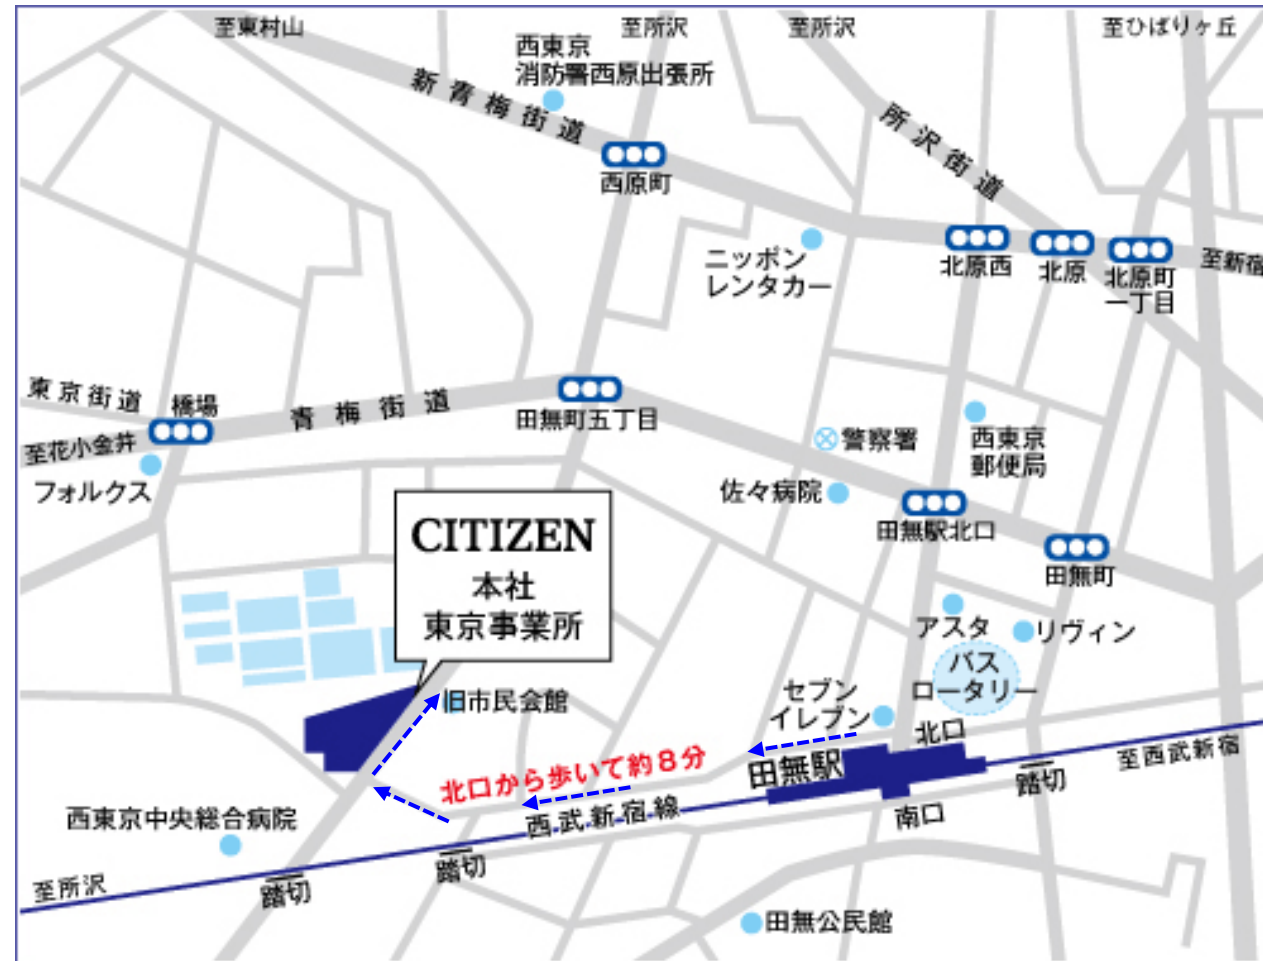 至東村山
至所沢
至所沢
至ひばりヶ丘
西東京
消防署西原出張所
新青梅街道
所沢街道
西原町
ニッポン
レンタカー
北原西
北原
北原町
一丁目
至新宿
東京街道
橋場
青梅街道
田無町五丁目
至花小金井
フォルクス
警察署
西東京
郵便局
佐々病院
田無駅北口
田無町
CITIZEN
本社
東京事業所
アスタ
リヴィン
バス
ロータリー
旧市民会館
セブン
イレブン
北口
北口から歩いて約8分
田無駅
至西武新宿
踏切
西武新宿線
南口
西東京中央総合病院
踏切
至所沢
踏切
田無公民館